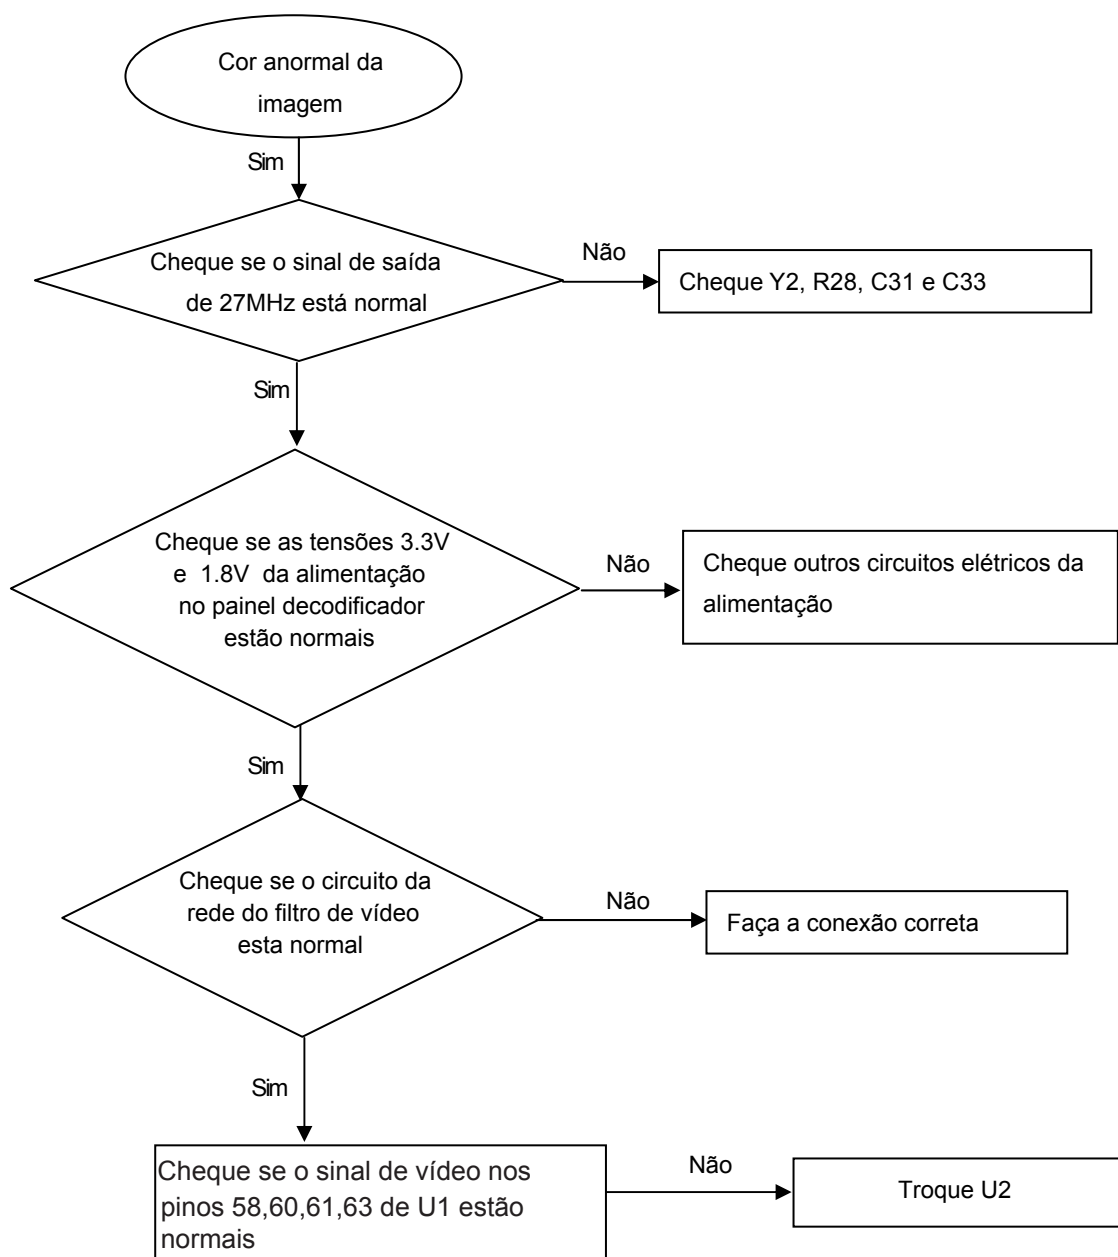 Cor anormal da
imagem
Sim
Cheque se o sinal de saída
de 27MHz está normal
Não
Cheque Y2, R28, C31 e C33
Sim
Cheque se as tensões 3.3V
e 1.8V da alimentação
no painel decodificador
estão normais
Não
Cheque outros circuitos elétricos da
alimentação
Sim
Cheque se o circuito da
rede do filtro de vídeo
esta normal
Não
Faça a conexão correta
Sim
Cheque se o sinal de vídeo nos
pinos 58,60,61,63 de U1 estão
normais
Não
Troque U2